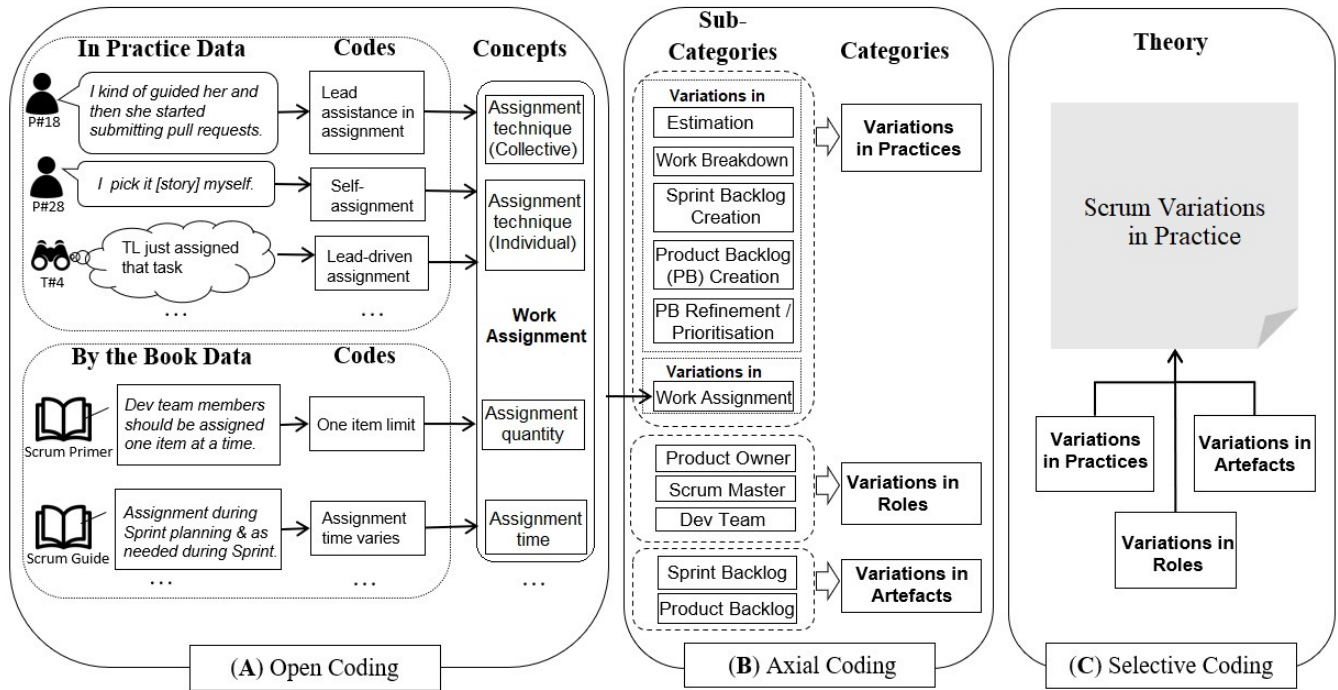 In Practice Data
Codes
Concepts
P#18
I kind of guided her and
then she started
submitting pull requests.
Lead
assistance in
assignment
Assignment
technique
(Collective)
P#28
I pick it [story] myself.
Self-
assignment
Assignment
technique
(Individual)
T#4
TL just assigned
that task
Lead-driven
assignment
...
...
Work
Assignment
By the Book Data
Codes
Scrum Primer
Dev team members
should be assigned
one item at a time.
One item limit
Assignment
quantity
Scrum Guide
Assignment during
Sprint planning & as
needed during Sprint.
Assignment
time varies
Assignment
time
...
...
...
(A) Open Coding
Sub-
Categories
Categories
Variations in
Estimation
Work Breakdown
Sprint Backlog
Creation
Product Backlog
(PB) Creation
PB Refinement /
Prioritisation
Variations in
Work Assignment
Variations
in Practices
Product Owner
Scrum Master
Dev Team
Variations in
Roles
Sprint Backlog
Product Backlog
Variations in
Artefacts
(B) Axial Coding
Theory
Scrum Variations
in Practice
Variations
in Practices
Variations in
Artefacts
Variations in
Roles
(C) Selective Coding